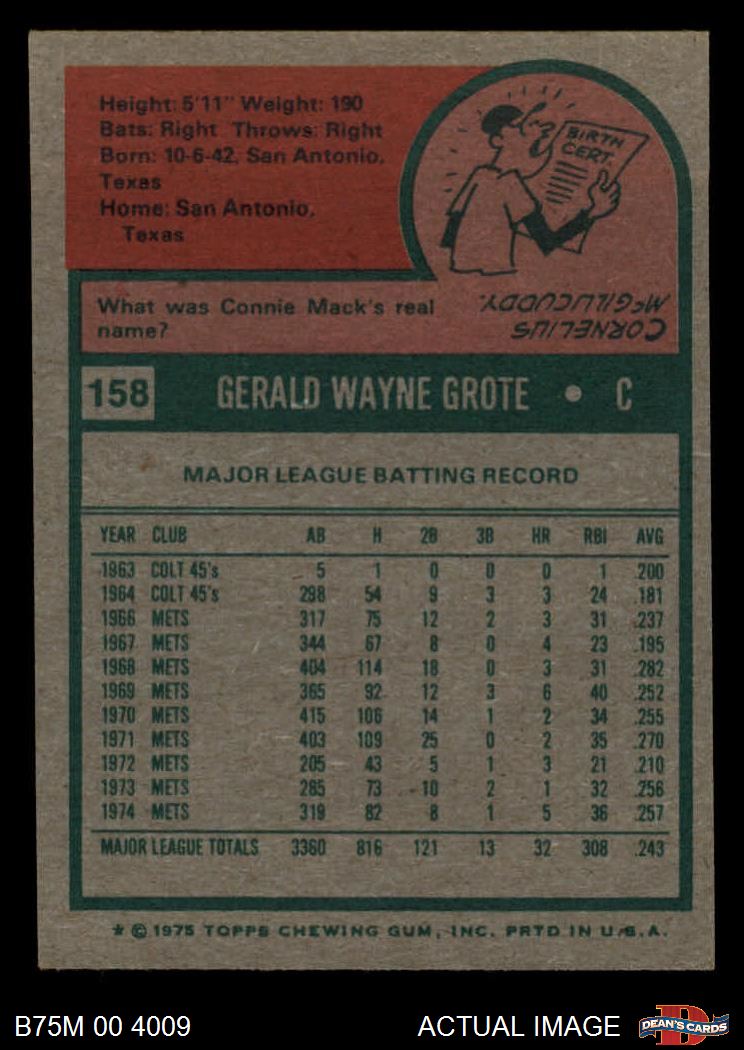 Height: 5'11" Weight: 190
Bats: Right Throws: Right
Born: 10-6-42, San Antonio,
Texas
Home: San Antonio,
Texas
BIRTH
CERT.
What was Connie Mack's real
name?
CORNELIUS
McGILLICUDDY.
158 GERALD WAYNE GROTE • C
MAJOR LEAGUE BATTING RECORD
YEAR CLUB AB H 2B 3B HR RBI AVG
1963 COLT 45's 5 1 0 0 0 1 .200
1964 COLT 45's 298 54 9 3 3 24 .181
1966 METS 317 75 12 2 3 31 .237
1967 METS 344 67 8 0 4 23 .195
1968 METS 404 114 18 0 3 31 .282
1969 METS 365 92 12 3 6 40 .252
1970 METS 415 106 14 1 2 34 .255
1971 METS 403 109 25 0 2 35 .270
1972 METS 205 43 5 1 3 21 .210
1973 METS 285 73 10 2 1 32 .256
1974 METS 319 82 8 1 5 36 .257
MAJOR LEAGUE TOTALS 3360 816 121 13 32 308 .243
* © 1975 TOPPS CHEWING GUM, INC. PRTD IN U.S.A.
B75M 00 4009 ACTUAL IMAGE D DEAN'S CARDS